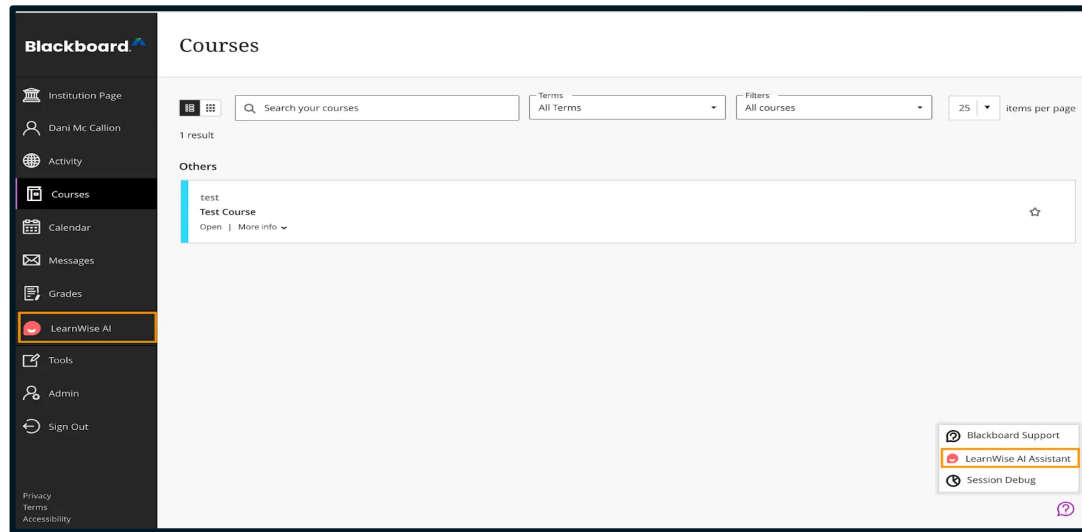 Blackboard
Institution Page
Dani Mc Callion
Activity
Courses
Calendar
Messages
Grades
LearnWise AI
Tools
Admin
Sign Out
Privacy
Terms
Accessibility
Courses
Search your courses
Terms
All Terms
Filters
All courses
25 items per page
1 result
Others
test
Test Course
Open | More info
Blackboard Support
LearnWise AI Assistant
Session Debug